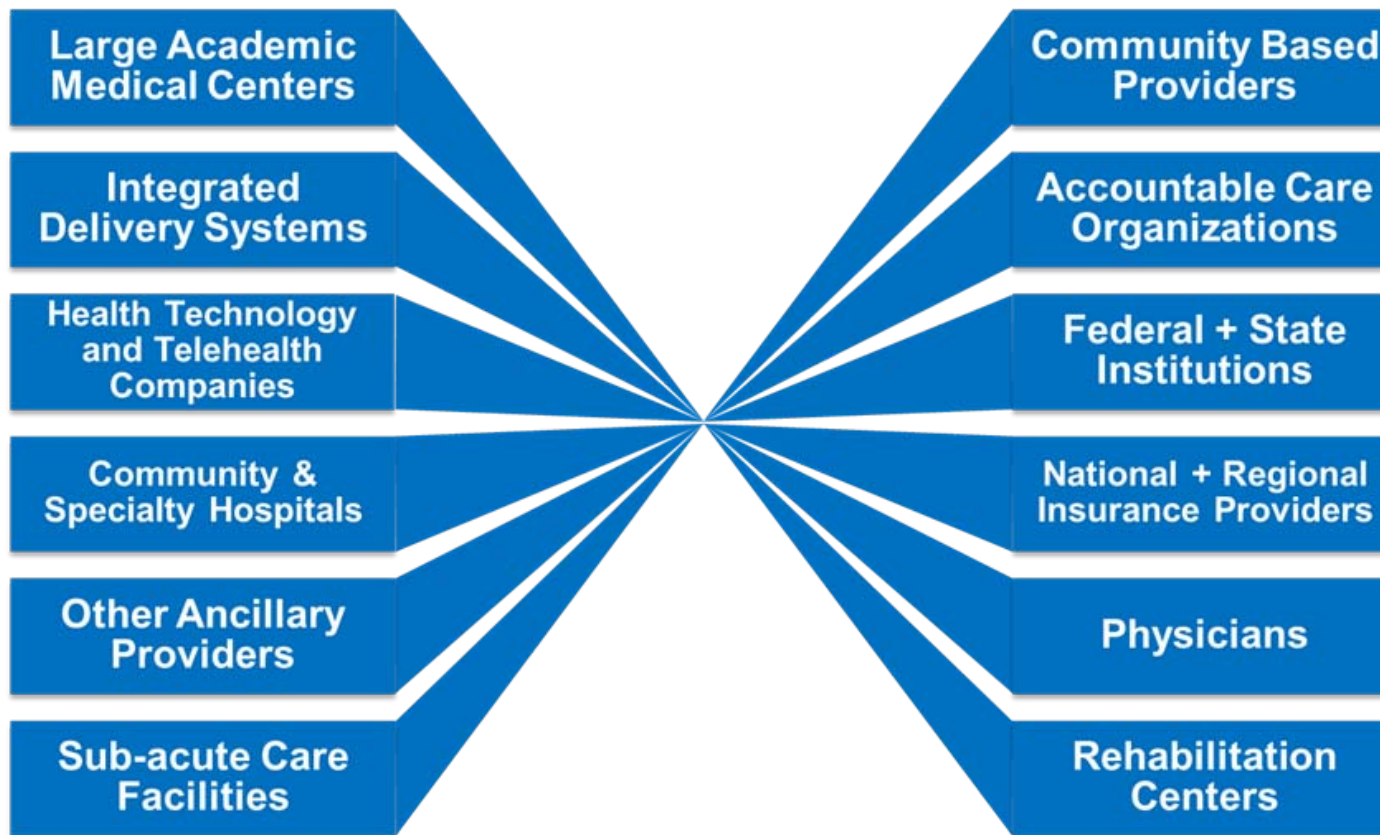 Large Academic
Medical Centers
Integrated
Delivery Systems
Health Technology
and Telehealth
Companies
Community &
Specialty Hospitals
Other Ancillary
Providers
Sub-acute Care
Facilities
Community Based
Providers
Accountable Care
Organizations
Federal + State
Institutions
National + Regional
Insurance Providers
Physicians
Rehabilitation
Centers